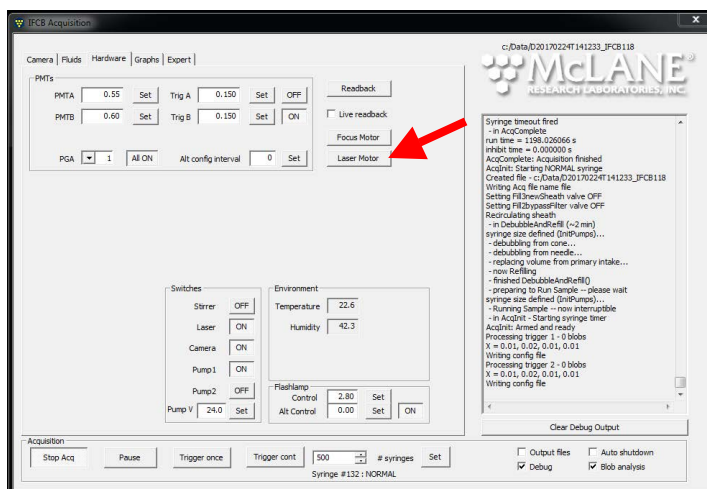 IFCB Acquisition
X
c:/Data/D20170224T141233_IFCB118
Camera Fluids Hardware Graphs Expert
McLANE®
RESEARCH LABORATORIES, INC.
PMTs
PMTA 0.55 Set Trig A 0.150 Set OFF
PMTB 0.60 Set Trig B 0.150 Set ON
PGA 1 All ON Alt config interval 0 Set
Readback
Live readback
Focus Motor
Laser Motor
Syringe timeout fired
- in AcqComplete
run time = 1198.026066 s
inhibit time = 0.000000 s
AcqComplete: Acquisition finished
AcqInit: Starting NORMAL syringe
Created file - c:/Data/D20170224T141233_IFCB118
Writing Acq file name file
Setting Fill3newSheath valve OFF
Setting Fill2bypassFilter valve OFF
Recirculating sheath
- in DebubbleAndRefill (~2 min)
syringe size defined (InitPumps)...
- debubbling from cone...
- debubbling from needle...
- replacing volume from primary intake...
- now Refilling
- finished DebubbleAndRefill()
- preparing to Run Sample -- please wait
syringe size defined (InitPumps)...
- Running Sample -- now interruptible
- in AcqInit - Starting syringe timer
AcqInit: Armed and ready
Processing trigger 1 - 0 blobs
X = 0.01, 0.02, 0.01, 0.01
Writing config file
Processing trigger 2 - 0 blobs
X = 0.01, 0.02, 0.01, 0.01
Writing config file
Switches
Stirrer OFF
Laser ON
Camera ON
Pump1 ON
Pump2 OFF
Pump V 24.0 Set
Environment
Temperature 22.6
Humidity 42.3
Flashlamp
Control 2.80 Set
Alt Control 0.00 Set ON
Clear Debug Output
Acquisition
Stop Acq Pause Trigger once Trigger cont 500 # syringes Set
Syringe #132 : NORMAL
Output files Auto shutdown
Debug Blob analysis